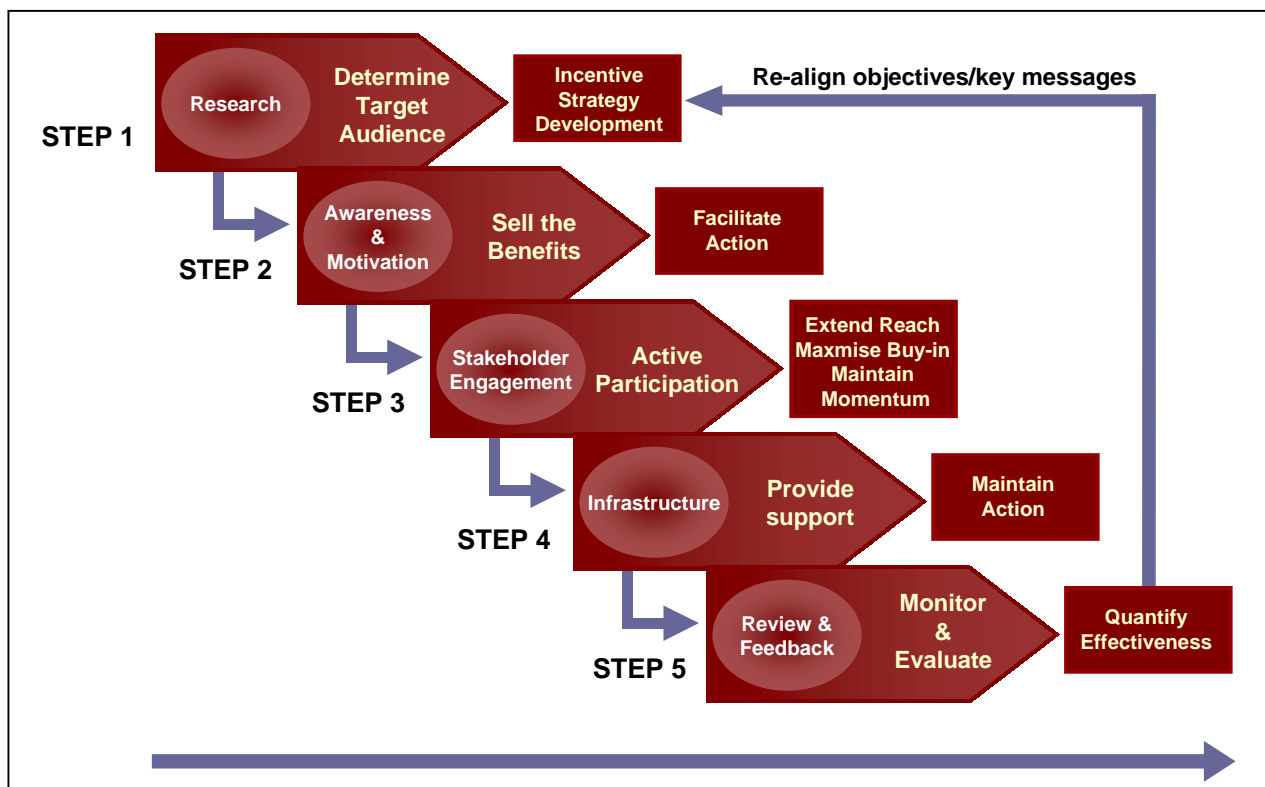 Re-align objectives/key messages
STEP 1
Research
Determine
Target
Audience
Incentive
Strategy
Development
STEP 2
Awareness
&
Motivation
Sell the
Benefits
Facilitate
Action
STEP 3
Stakeholder
Engagement
Active
Participation
Extend Reach
Maxmise Buy-in
Maintain
Momentum
STEP 4
Infrastructure
Provide
support
Maintain
Action
STEP 5
Review &
Feedback
Monitor
&
Evaluate
Quantify
Effectiveness